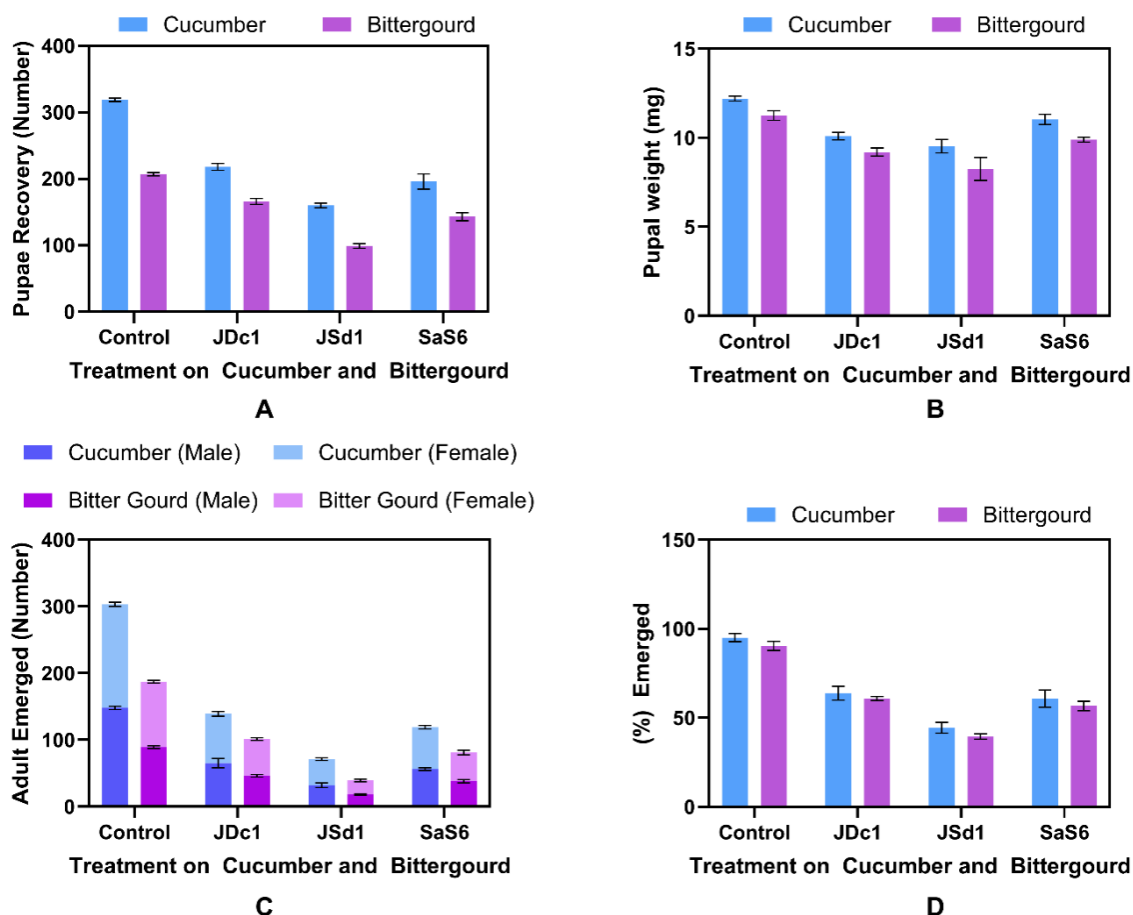 Cucumber Bittergourd
Pupae Recovery (Number)
400
300
200
100
0
Control JDc1 JSd1 SaS6
Treatment on Cucumber and Bittergourd
A
Cucumber Bittergourd
Pupal weight (mg)
15
10
5
0
Control JDc1 JSd1 SaS6
Treatment on Cucumber and Bittergourd
B
Cucumber (Male) Cucumber (Female)
Bitter Gourd (Male) Bitter Gourd (Female)
Adult Emerged (Number)
400
300
200
100
0
Control JDc1 JSd1 SaS6
Treatment on Cucumber and Bittergourd
C
Cucumber Bittergourd
(%) Emerged
150
100
50
0
Control JDc1 JSd1 SaS6
Treatment on Cucumber and Bittergourd
D